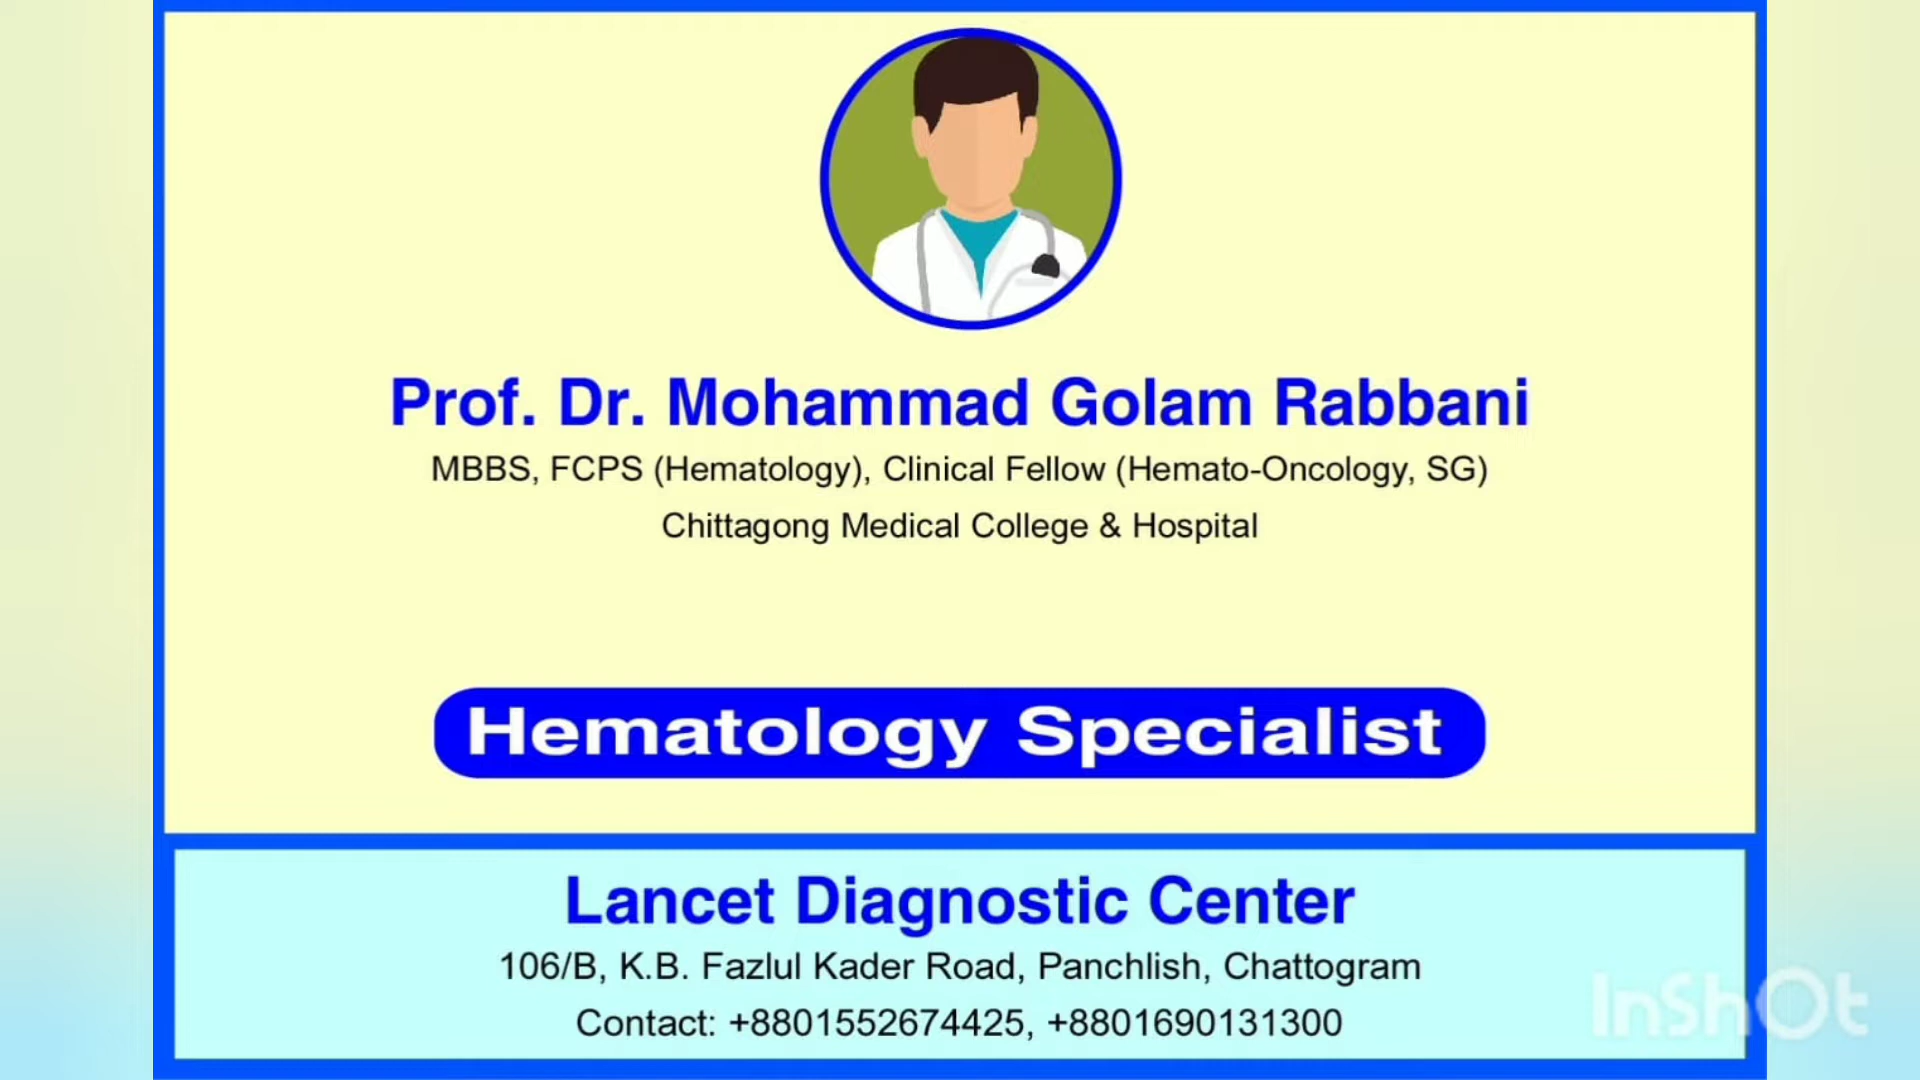 Prof. Dr. Mohammad Golam Rabbani
MBBS, FCPS (Hematology), Clinical Fellow (Hemato-Oncology, SG)
Chittagong Medical College & Hospital
Hematology Specialist
Lancet Diagnostic Center
106/B, K.B. Fazlul Kader Road, Panchlish, Chattogram
Contact: +8801552674425, +8801690131300
InShOt